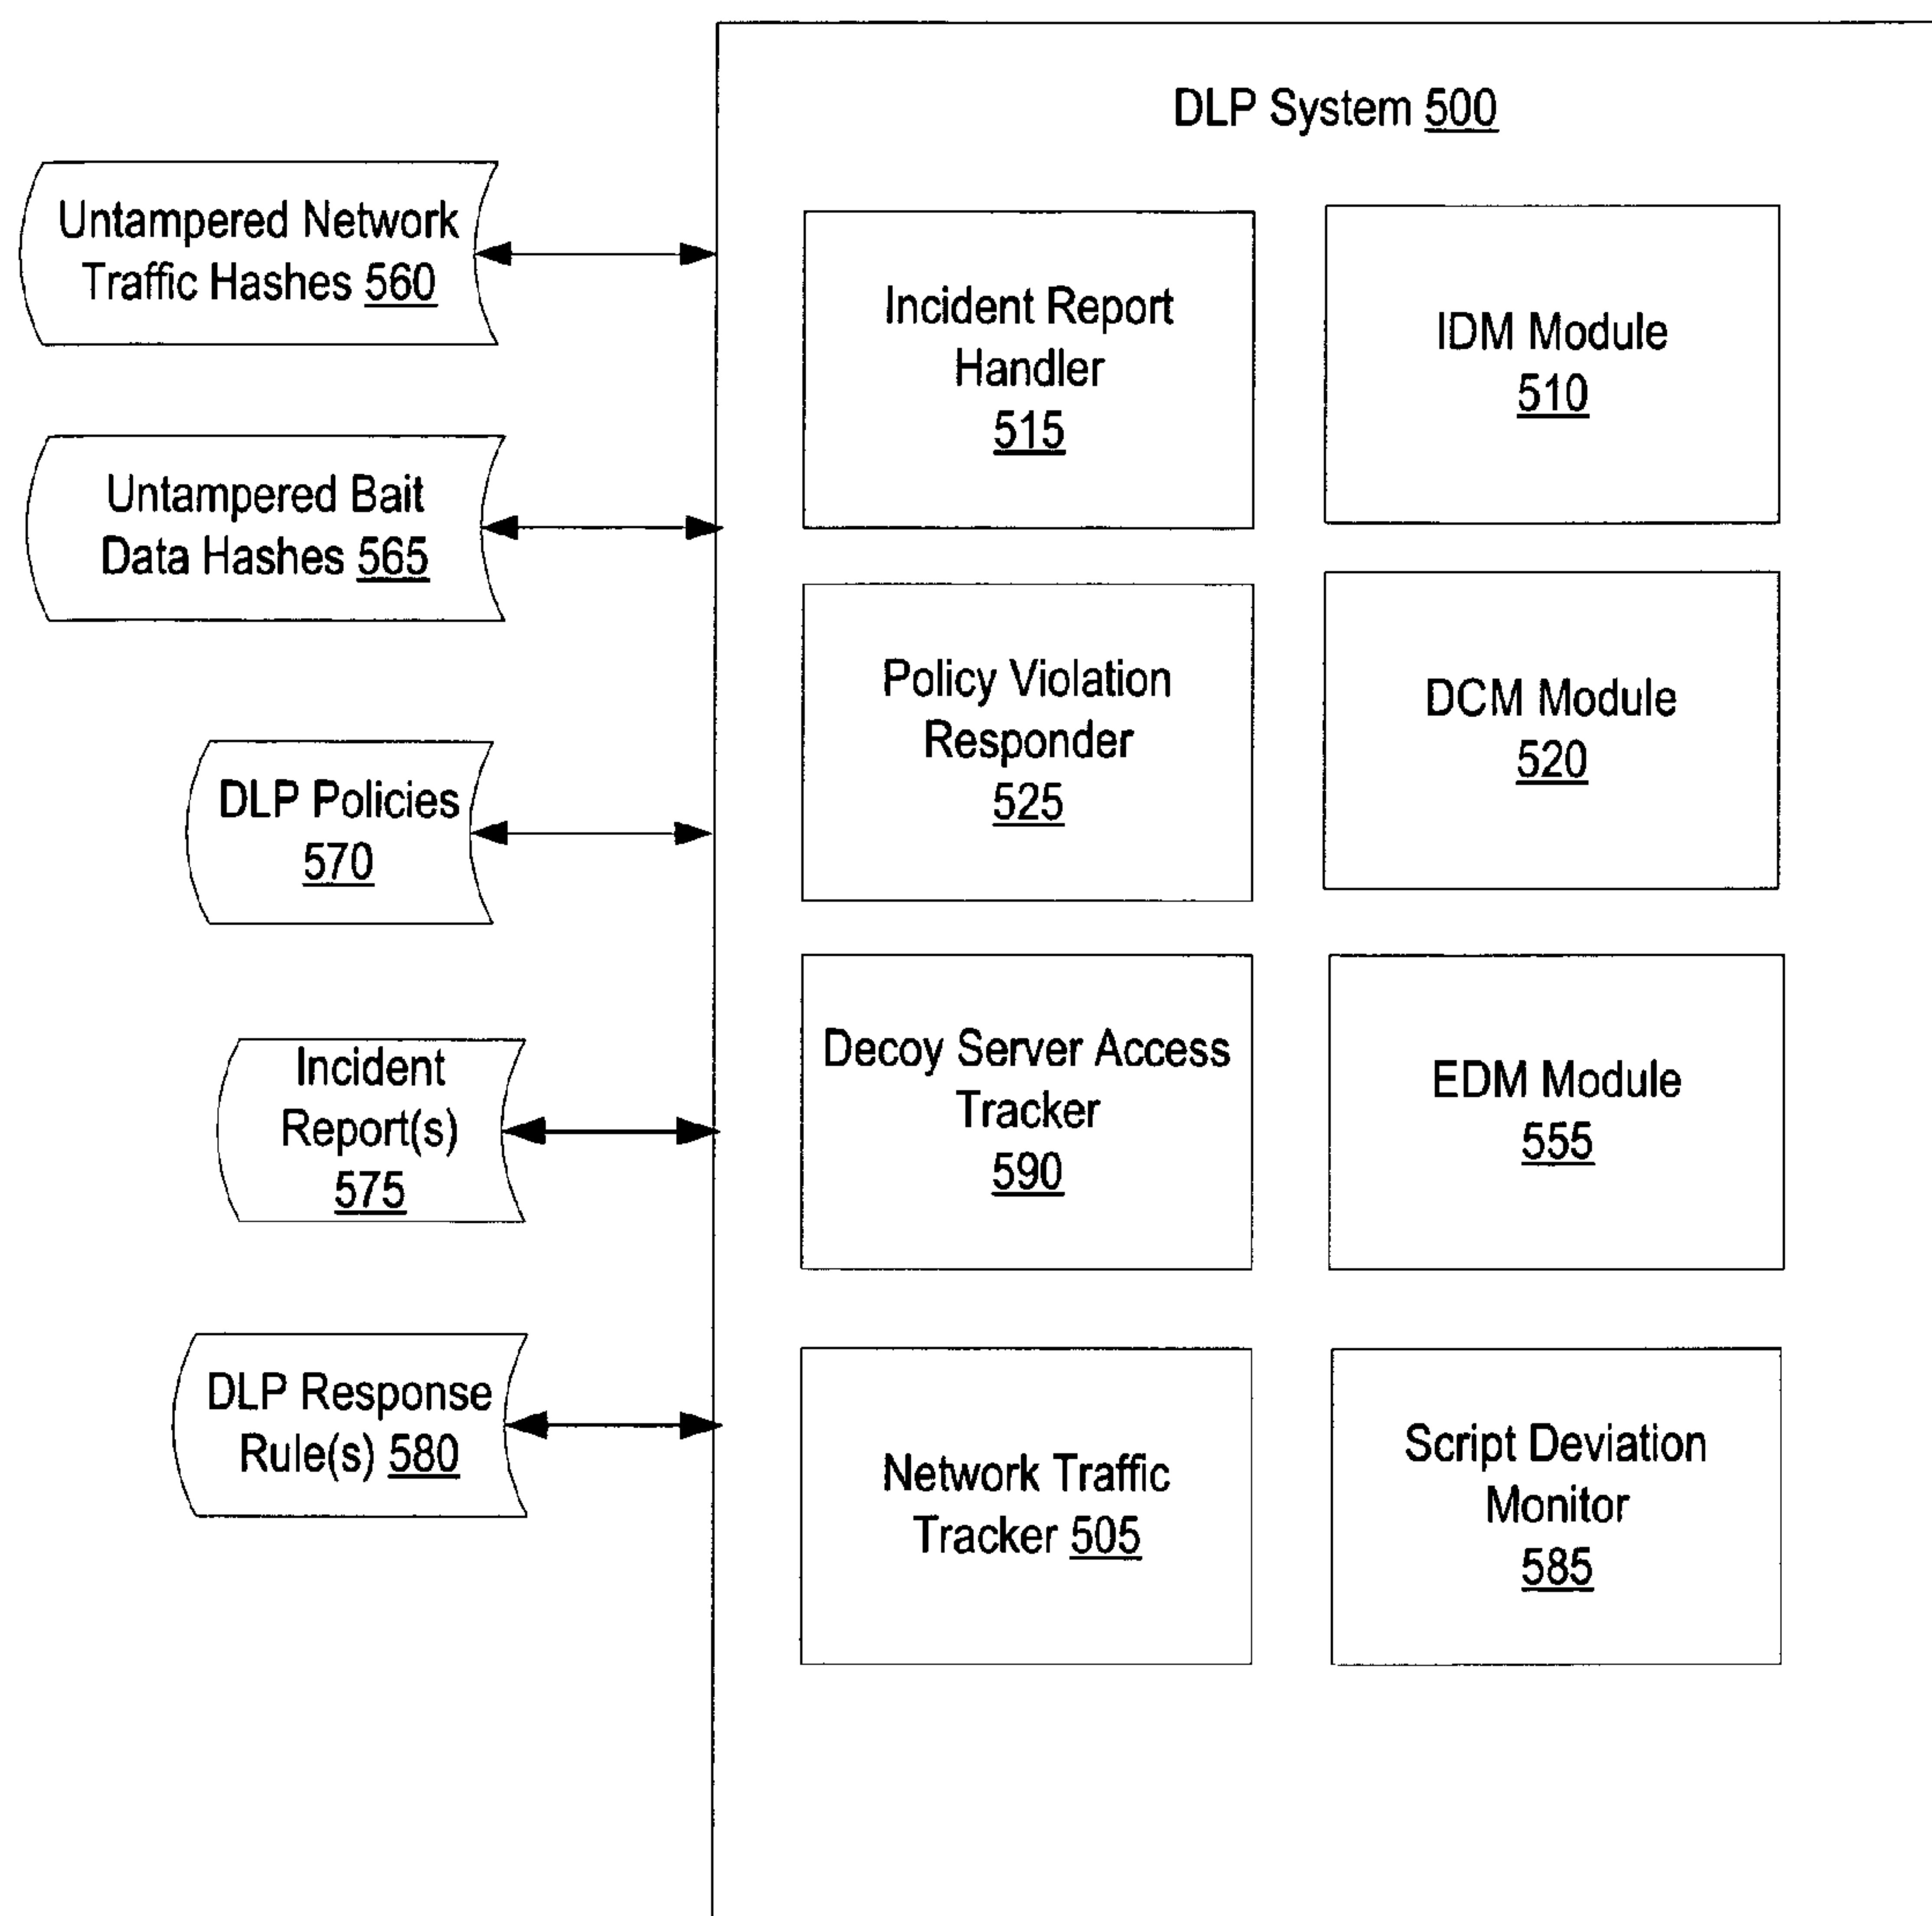 DLP System 500
Untampered Network
Traffic Hashes 560
Untampered Bait
Data Hashes 565
DLP Policies
570
Incident
Report(s)
575
DLP Response
Rule(s) 580
Incident Report
Handler
515
IDM Module
510
Policy Violation
Responder
525
DCM Module
520
Decoy Server Access
Tracker
590
EDM Module
555
Network Traffic
Tracker 505
Script Deviation
Monitor
585